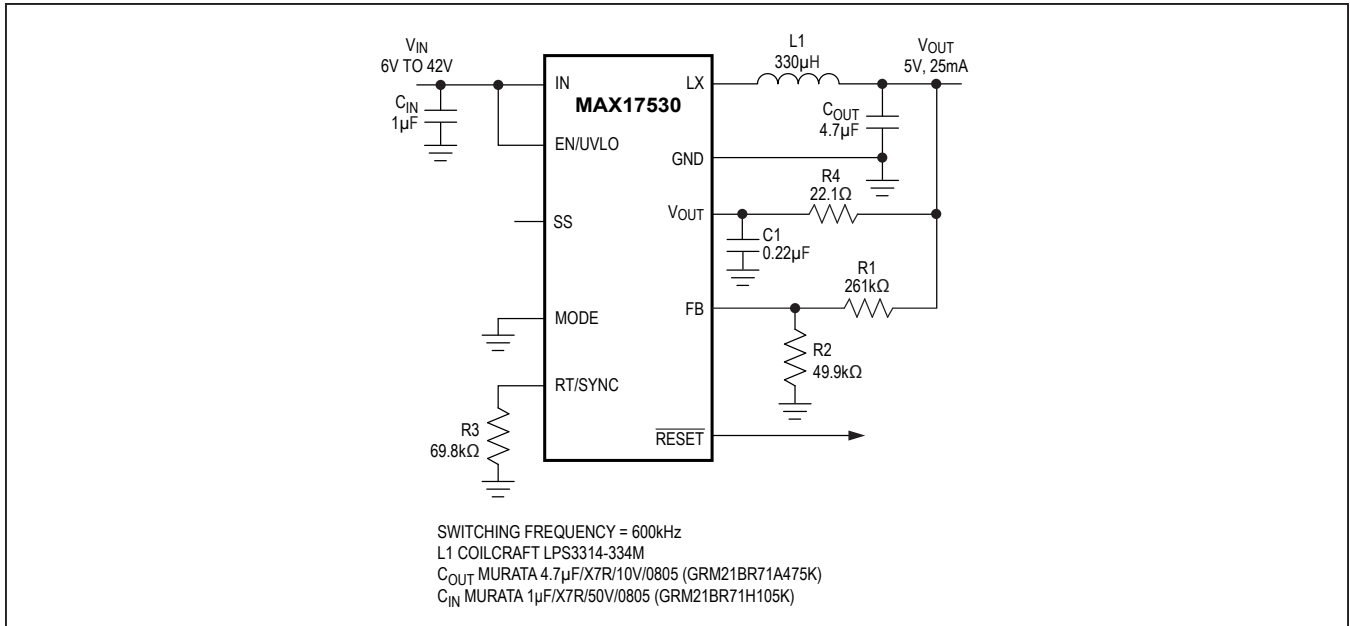 VIN
6V TO 42V
CIN
1µF
IN
EN/UVLO
SS
MODE
RT/SYNC
R3
69.8kΩ
MAX17530
LX
GND
VOUT
FB
RESET
L1
330µH
VOUT
5V, 25mA
COUT
4.7µF
R4
22.1Ω
C1
0.22µF
R1
261kΩ
R2
49.9kΩ
SWITCHING FREQUENCY = 600kHz
L1 COILCRAFT LPS3314-334M
COUT MURATA 4.7µF/X7R/10V/0805 (GRM21BR71A475K)
CIN MURATA 1µF/X7R/50V/0805 (GRM21BR71H105K)